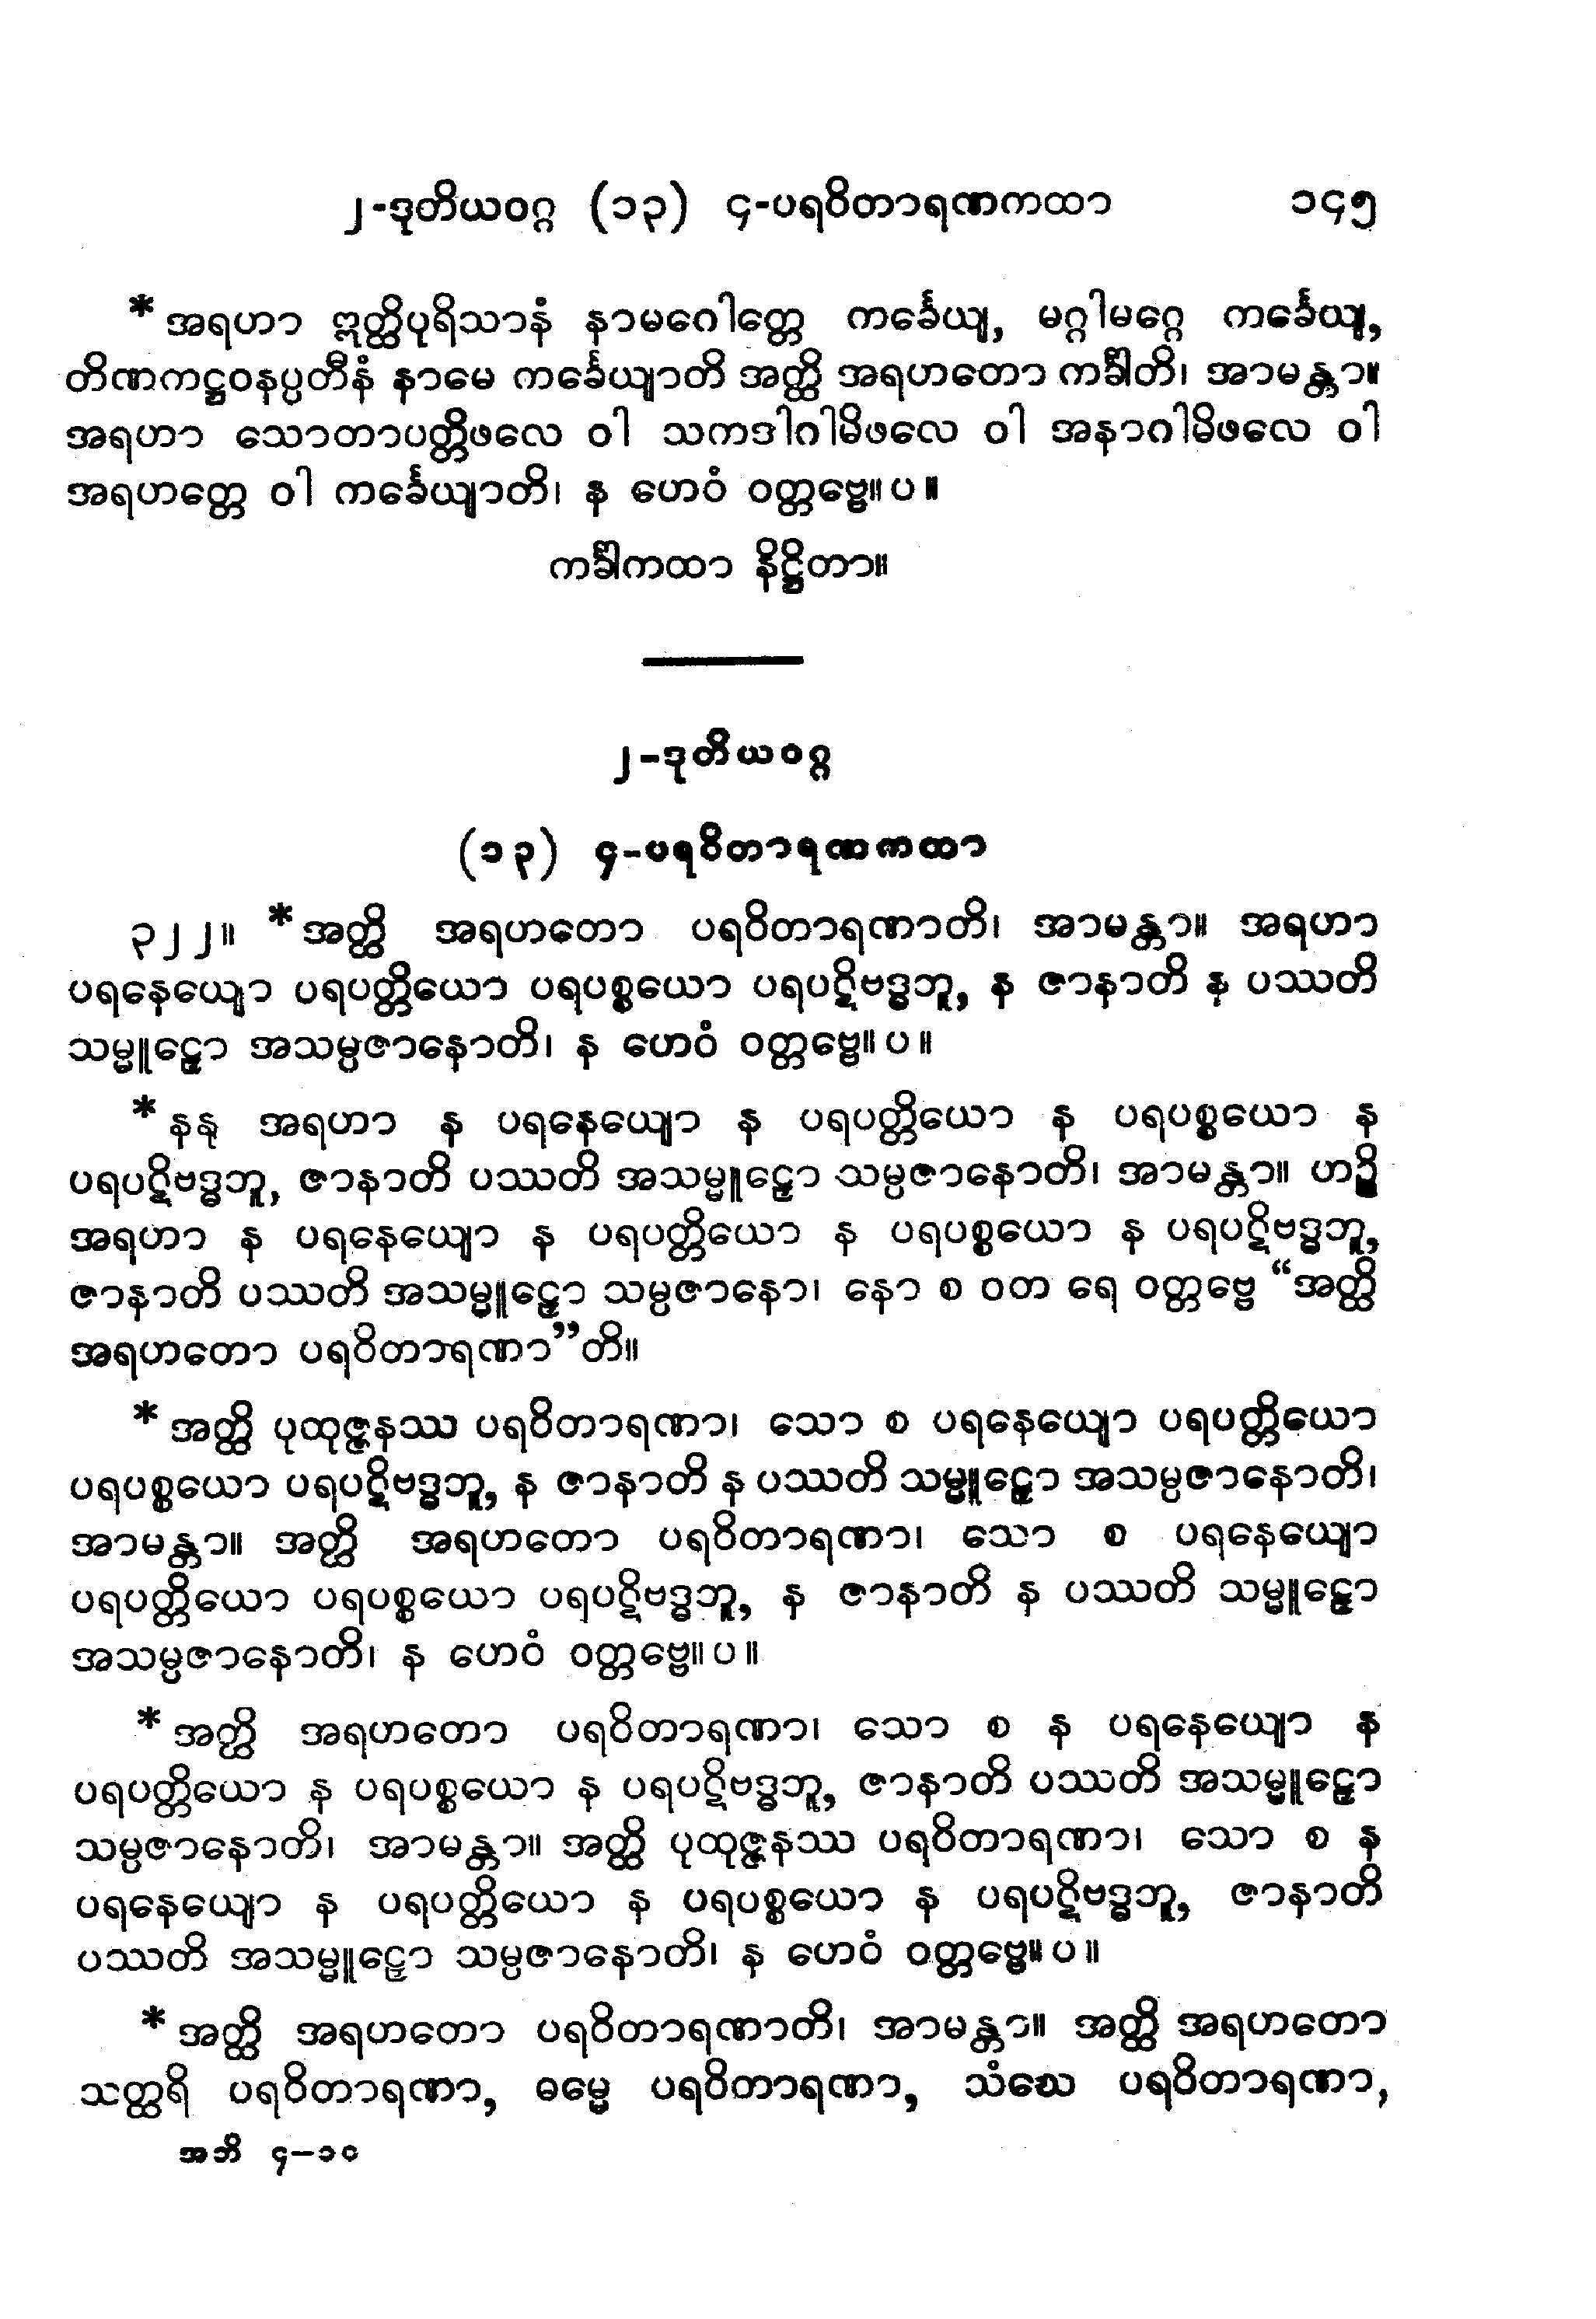 ၂-ဒုတိယဝဂ္ဂ (၁၃) ၄-ပရဝိတာရဏကထာ ၁၄၅
* အရဟာ ဣတ္ထိပုရိသာနံ နာမဂေါတ္တေ ကင်္ခေယျ, မဂ္ဂါမဂ္ဂေ ကင်္ခေယျ,
တိဏကဋ္ဌဝနပ္ပတီနံ နာမေ ကင်္ခေယျာတိ အတ္ထိ အရဟတော ကင်္ခါတိ၊ အာမန္တာ။
အရဟာ သောတာပတ္တိဖလေ ဝါ သကဒါဂါမိဖလေ ဝါ အနာဂါမိဖလေ ဝါ
အရဟတ္တေ ဝါ ကင်္ခေယျာတိ၊ န ဟေဝံ ဝတ္တဗ္ဗေ။ ပ ။
ကင်္ခါကထာ နိဋ္ဌိတာ။
၂-ဒုတိယဝဂ္ဂ
(၁၃) ၄-ပရဝိတာရဏကထာ
၃၂၂။ * အတ္ထိ အရဟတော ပရဝိတာရဏာတိ၊ အာမန္တာ။ အရဟာ
ပရနေယျော ပရပတ္တိယော ပရပစ္စယော ပရပဋိဗဒ္ဓဘူ, န ဇာနာတိ န ပဿတိ
သမ္မူဠှော အသမ္ပဇာနောတိ၊ န ဟေဝံ ဝတ္တဗ္ဗေ။ ပ ။
* နနု အရဟာ န ပရနေယျော န ပရပတ္တိယော န ပရပစ္စယော န
ပရပဋိဗဒ္ဓဘူ, ဇာနာတိ ပဿတိ အသမ္မူဠှော သမ္ပဇာနောတိ၊ အာမန္တာ။ ဟဉ္စိ
အရဟာ န ပရနေယျော န ပရပတ္တိယော န ပရပစ္စယော န ပရပဋိဗဒ္ဓဘူ,
ဇာနာတိ ပဿတိ အသမ္မူဠှော သမ္ပဇာနော၊ နော စ ဝတ ရေ ဝတ္တဗ္ဗေ “အတ္ထိ
အရဟတော ပရဝိတာရဏာ”တိ။
* အတ္ထိ ပုထုဇ္ဇနဿ ပရဝိတာရဏာ၊ သော စ ပရနေယျော ပရပတ္တိယော
ပရပစ္စယော ပရပဋိဗဒ္ဓဘူ, န ဇာနာတိ န ပဿတိ သမ္မူဠှော အသမ္ပဇာနောတိ၊
အာမန္တာ။ အတ္ထိ အရဟတော ပရဝိတာရဏာ၊ သော စ ပရနေယျော
ပရပတ္တိယော ပရပစ္စယော ပရပဋိဗဒ္ဓဘူ, န ဇာနာတိ န ပဿတိ သမ္မူဠှော
အသမ္ပဇာနောတိ၊ န ဟေဝံ ဝတ္တဗ္ဗေ။ ပ ။
* အတ္ထိ အရဟတော ပရဝိတာရဏာ၊ သော စ န ပရနေယျော န
ပရပတ္တိယော န ပရပစ္စယော န ပရပဋိဗဒ္ဓဘူ, ဇာနာတိ ပဿတိ အသမ္မူဠှော
သမ္ပဇာနောတိ၊ အာမန္တာ။ အတ္ထိ ပုထုဇ္ဇနဿ ပရဝိတာရဏာ၊ သော စ န
ပရနေယျော န ပရပတ္တိယော န ပရပစ္စယော န ပရပဋိဗဒ္ဓဘူ, ဇာနာတိ
ပဿတိ အသမ္မူဠှော သမ္ပဇာနောတိ၊ န ဟေဝံ ဝတ္တဗ္ဗေ။ ပ ။
* အတ္ထိ အရဟတော ပရဝိတာရဏာတိ၊ အာမန္တာ။ အတ္ထိ အရဟတော
သတ္ထရိ ပရဝိတာရဏာ, ဓမ္မေ ပရဝိတာရဏာ, သံဃေ ပရဝိတာရဏာ,
အဘိ ၄–၁၀